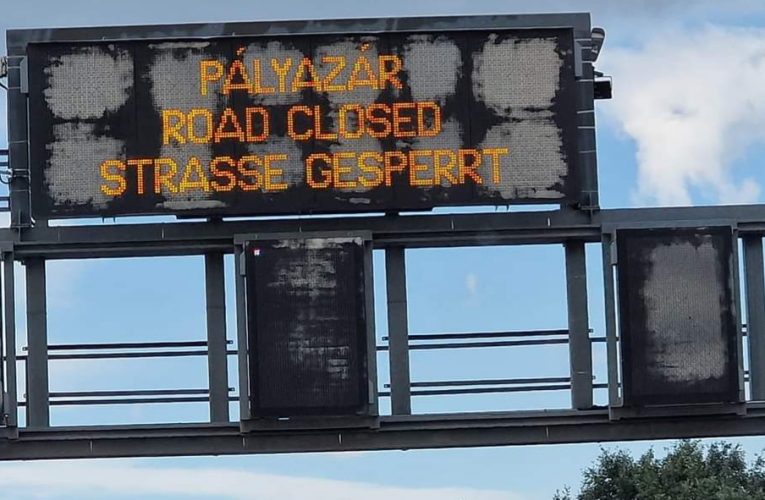 PÁLYAZÁR
ROAD CLOSED
STRASSE GESPERRT